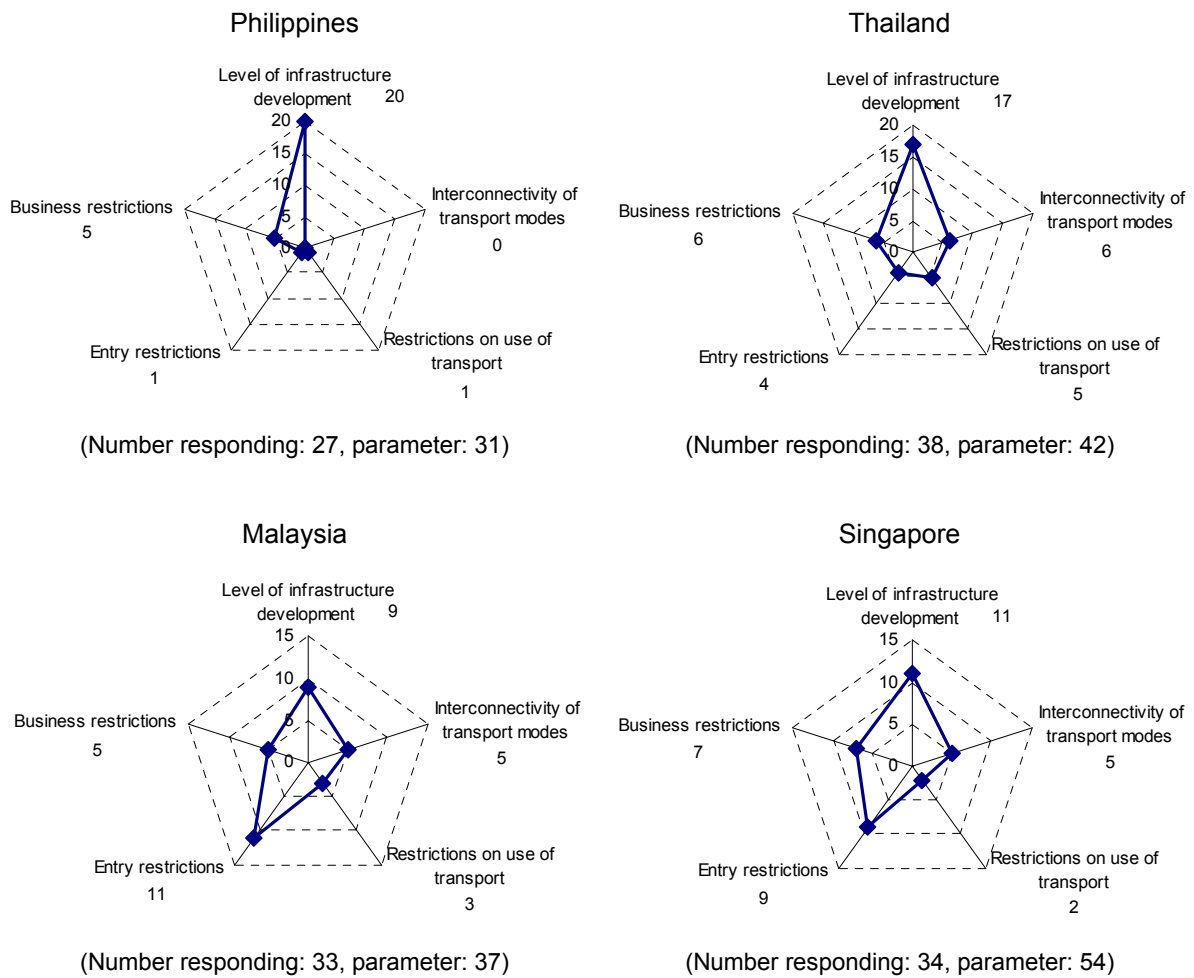 Philippines
Level of infrastructure
development 20
20
15
10
5
0
Interconnectivity of
transport modes
0
Restrictions on use of
transport
1
Entry restrictions
1
Business restrictions
5
(Number responding: 27, parameter: 31)
Thailand
Level of infrastructure
development 17
20
15
10
5
0
Interconnectivity of
transport modes
6
Restrictions on use of
transport
5
Entry restrictions
4
Business restrictions
6
(Number responding: 38, parameter: 42)
Malaysia
Level of infrastructure
development 9
15
10
5
0
Interconnectivity of
transport modes
5
Restrictions on use of
transport
3
Entry restrictions
11
Business restrictions
5
(Number responding: 33, parameter: 37)
Singapore
Level of infrastructure
development 11
15
10
5
0
Interconnectivity of
transport modes
5
Restrictions on use of
transport
2
Entry restrictions
9
Business restrictions
7
(Number responding: 34, parameter: 54)